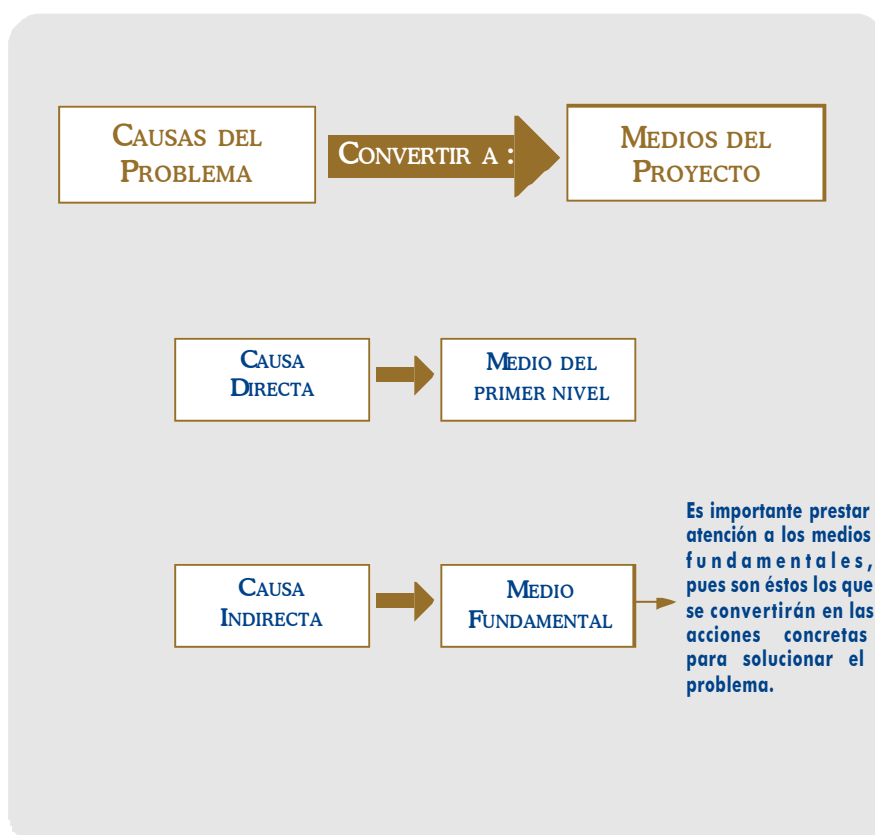 CAUSAS DEL
PROBLEMA
CONVERTIR A :
MEDIOS DEL
PROYECTO
CAUSA
DIRECTA
MEDIO DEL
PRIMER NIVEL
CAUSA
INDIRECTA
MEDIO
FUNDAMENTAL
Es importante prestar
atención a los medios
fundamentales,
pues son éstos los que
se convertirán en las
acciones concretas
para solucionar el
problema.